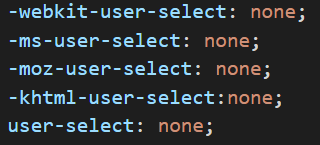 -webkit-user-select: none;
-ms-user-select: none;
-moz-user-select: none;
-khtml-user-select:none;
user-select: none;